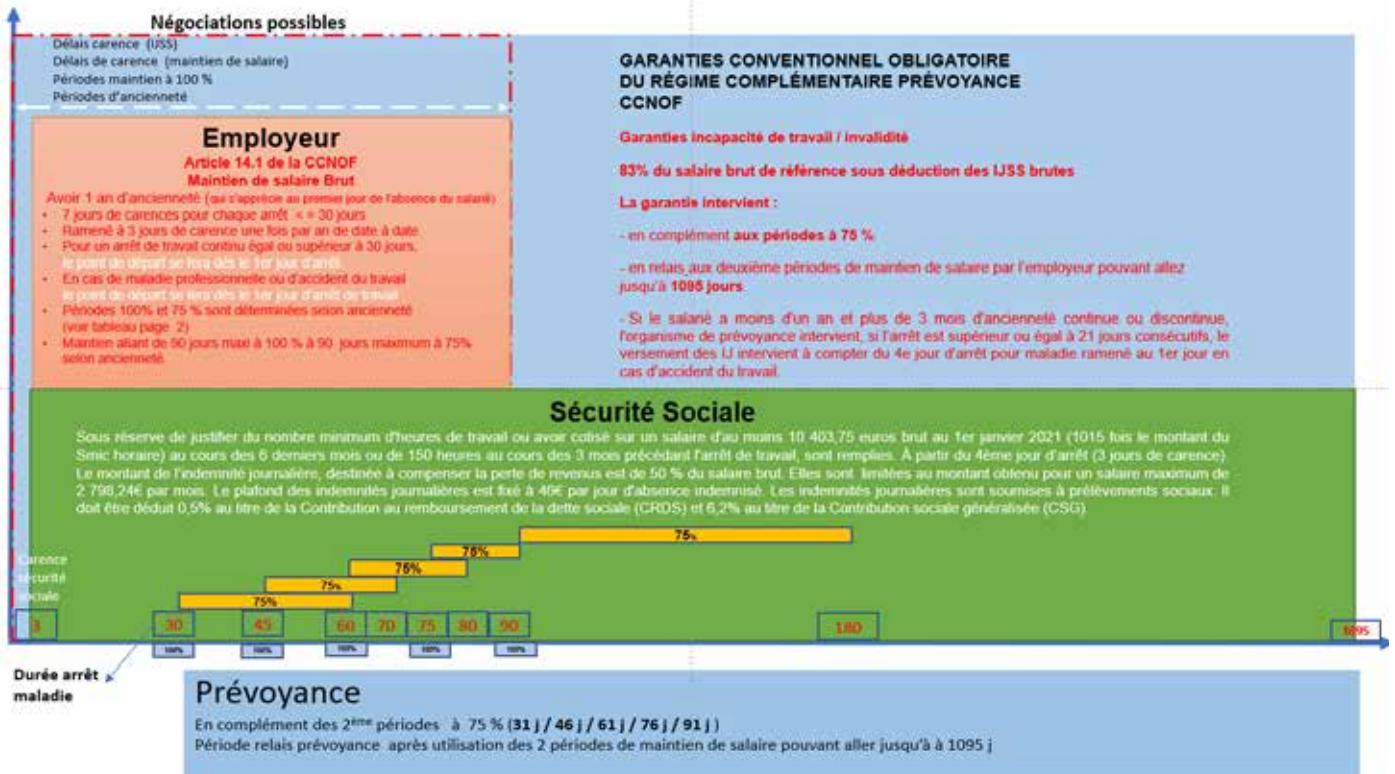 Négociations possibles
Délais carence (IJSS)
Délais de carence (maintien de salaire)
Périodes maintien à 100 %
Périodes d'ancienneté
Employeur
Article 14.1 de la CCNOF
Maintien de salaire Brut
Avoir 1 an d'ancienneté (qui s'apprécie au premier jour de l'absence du salarié)
• 7 jours de carences pour chaque arrêt < = 30 jours
• Ramené à 3 jours de carence une fois par an de date à date
• Pour un arrêt de travail continu égal ou supérieur à 30 jours,
le point de départ se fera dès le 1er jour d'arrêt
• En cas de maladie professionnelle ou d'accident du travail
le point de départ se fera dès le 1er jour d'arrêt de travail
• Périodes 100% et 75 % sont déterminées selon ancienneté
(voir tableau page 2)
• Maintien allant de 90 jours maxi à 100 % à 90 jours maximum à 75%
selon ancienneté
GARANTIES CONVENTIONNEL OBLIGATOIRE
DU RÉGIME COMPLÉMENTAIRE PRÉVOYANCE
CCNOF
Garanties incapacité de travail / invalidité
83% du salaire brut de référence sous déduction des IJSS brutes
La garantie intervient :
- en complément aux périodes à 75 %
- en relais aux deuxième périodes de maintien de salaire par l'employeur pouvant allez
jusqu'à 1095 jours.
- Si le salarié a moins d'un an et plus de 3 mois d'ancienneté continue ou discontinue,
l'organisme de prévoyance intervient, si l'arrêt est supérieur ou égal à 21 jours consécutifs, le
versement des IJ intervient à compter du 4e jour d'arrêt pour maladie ramené au 1er jour en
cas d'accident du travail.
Sécurité Sociale
Sous réserve de justifier du nombre minimum d'heures de travail ou avoir cotisé sur un salaire d'au moins 10 403,75 euros brut au 1er janvier 2021 (1015 fois le montant du
Smic horaire) au cours des 6 derniers mois ou de 150 heures au cours des 3 mois précédant l'arrêt de travail, sont remplies. À partir du 4ème jour d'arrêt (3 jours de carence).
Le montant de l'indemnité journalière, destinée à compenser la perte de revenus est de 50 % du salaire brut. Elles sont limitées au montant obtenu pour un salaire maximum de
2 798,24€ par mois. Le plafond des indemnités journalières est fixé à 46€ par jour d'absence indemnisé. Les indemnités journalières sont soumises à prélèvements sociaux. Il
doit être déduit 0,5% au titre de la Contribution au remboursement de la dette sociale (CRDS) et 6,2% au titre de la Contribution sociale généralisée (CSG).
75%
75%
75%
75%
75%
Carence
sécurité
sociale
3 30 45 60 70 75 80 90 180 1095
100% 100% 100% 100% 100%
Durée arrêt
maladie
Prévoyance
En complément des 2ème périodes à 75 % (31 j / 46 j / 61 j / 76 j / 91 j )
Période relais prévoyance après utilisation des 2 périodes de maintien de salaire pouvant aller jusqu'à à 1095 j